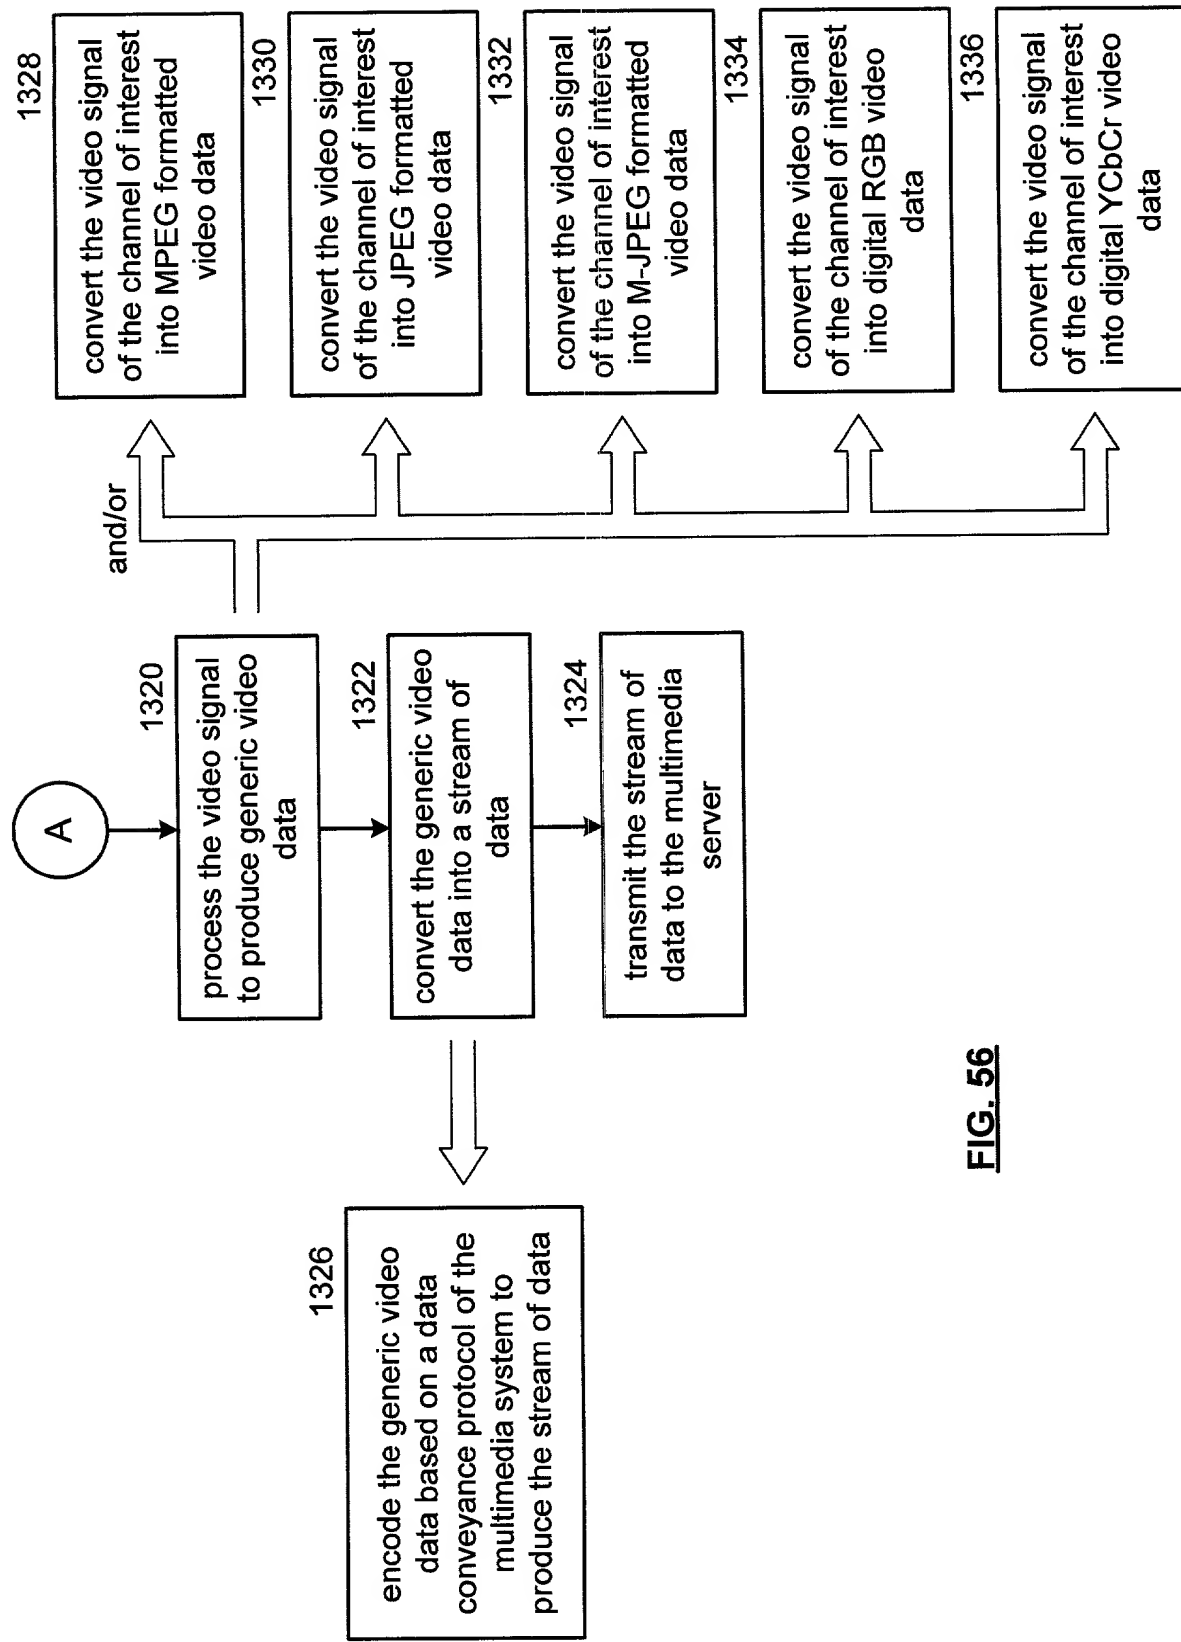 A
1320
process the video signal
to produce generic video
data
1322
convert the generic video
data into a stream of
data
1324
transmit the stream of
data to the multimedia
server
1326
encode the generic video
data based on a data
conveyance protocol of the
multimedia system to
produce the stream of data
and/or
1328
convert the video signal
of the channel of interest
into MPEG formatted
video data
1330
convert the video signal
of the channel of interest
into JPEG formatted
video data
1332
convert the video signal
of the channel of interest
into M-JPEG formatted
video data
1334
convert the video signal
of the channel of interest
into digital RGB video
data
1336
convert the video signal
of the channel of interest
into digital YCbCr video
data
FIG. 56